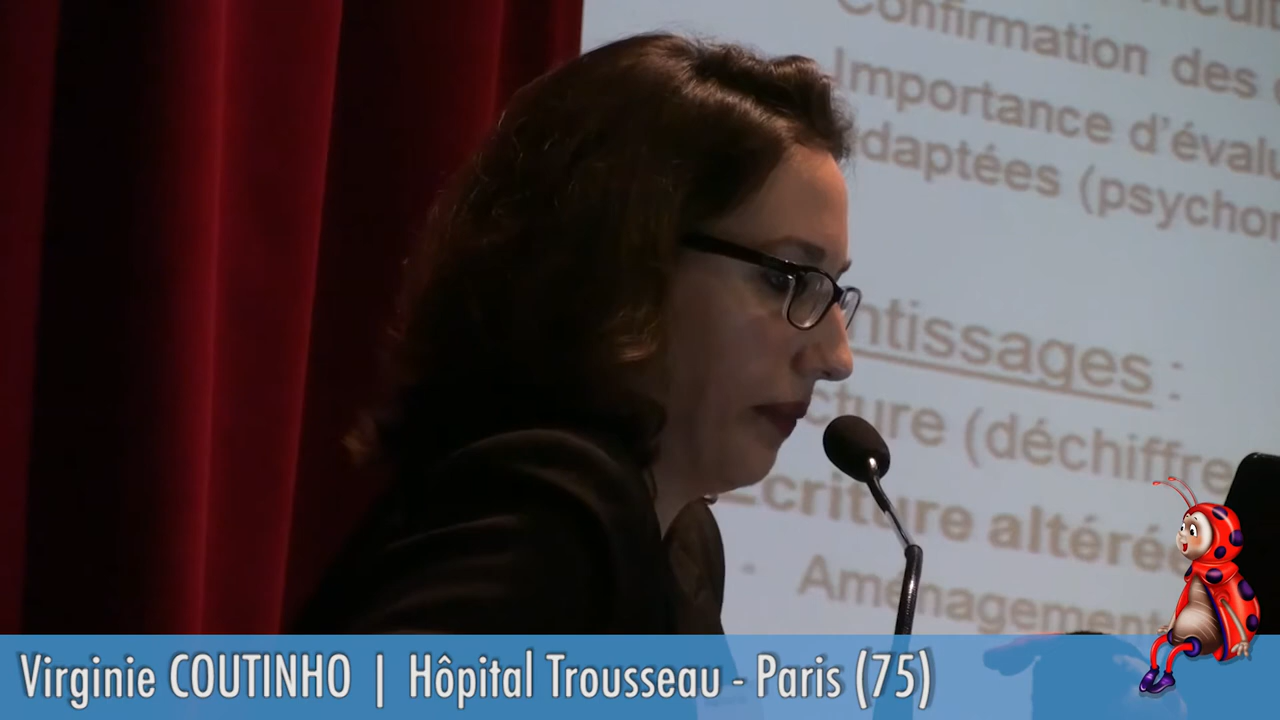 Confirmation des
Importance d'évalu
adaptées (psychom
ntissages :
cture (déchiffre
Ecriture altérée
- Aménagement
Virginie COUTINHO | Hôpital Trousseau - Paris (75)